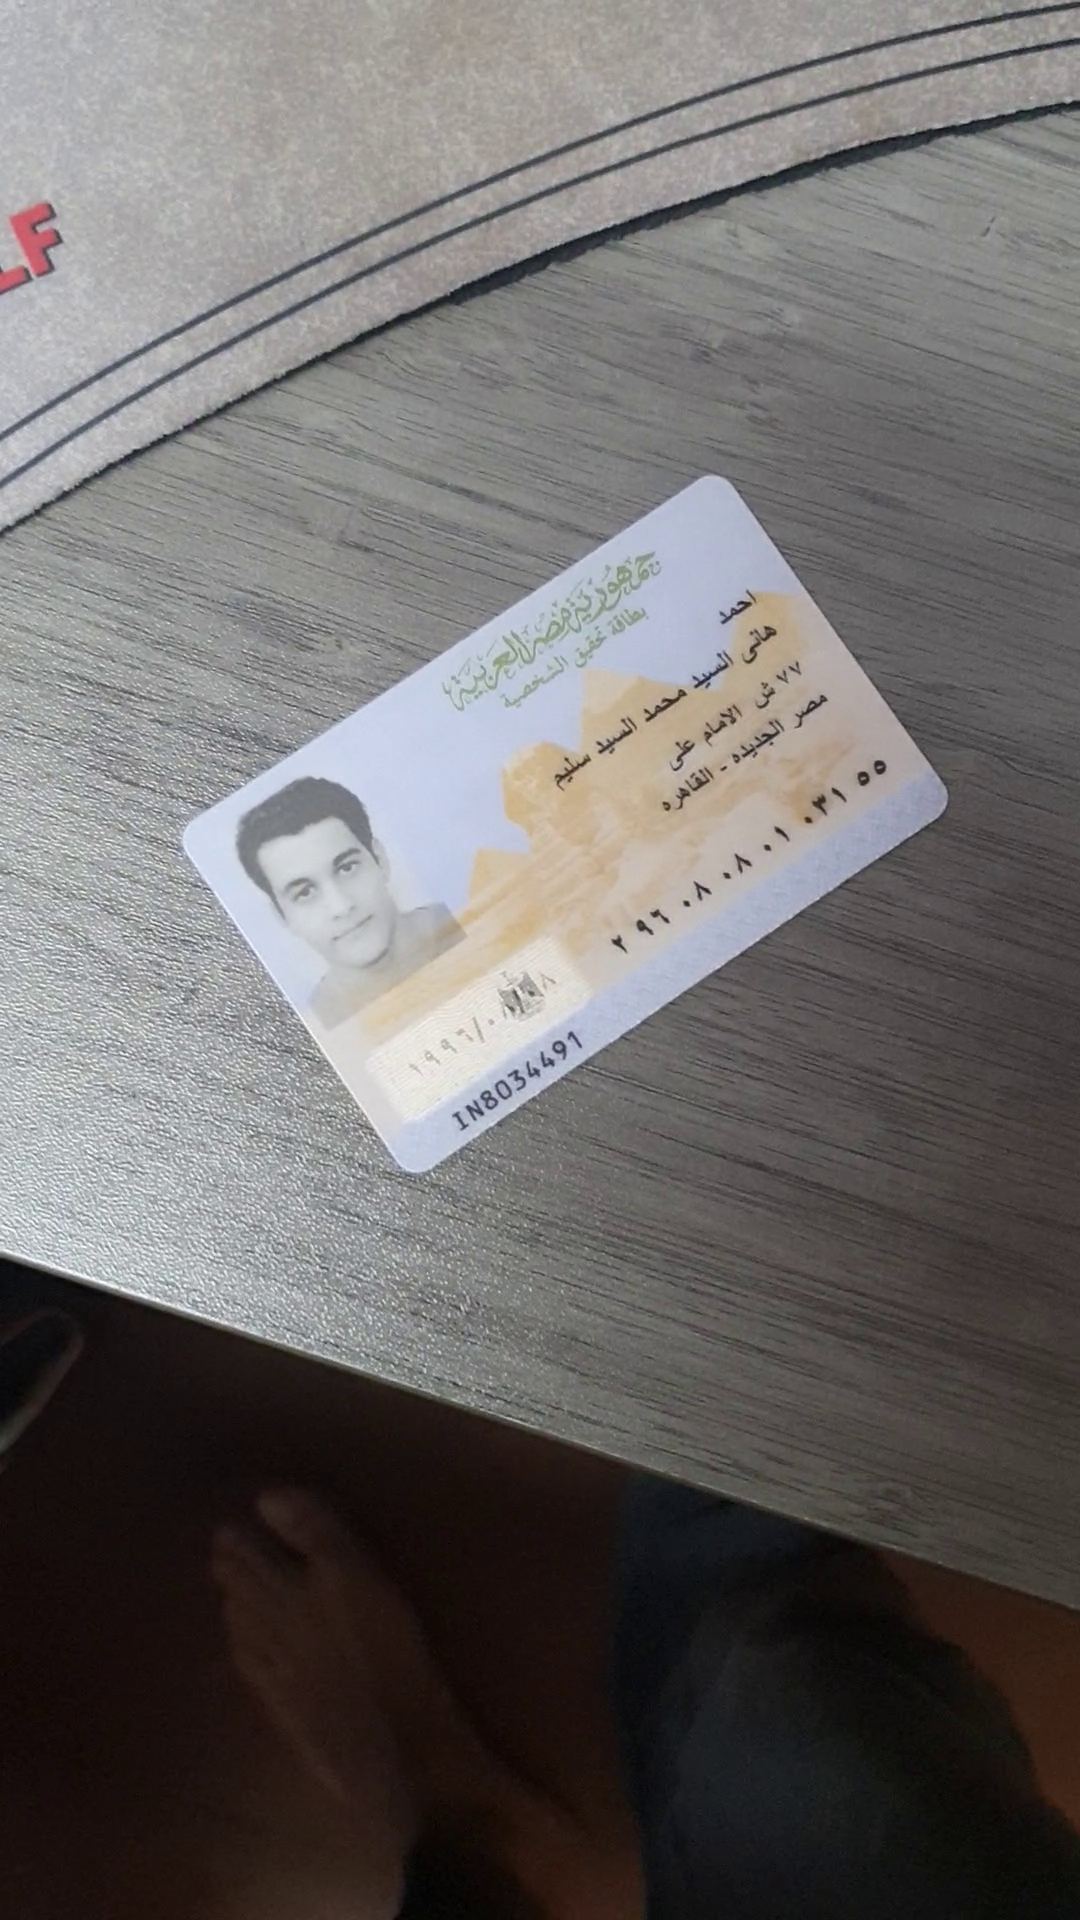 LF
جمهورية مصر العربية
بطاقة تحقيق الشخصية
احمد
هانى السيد محمد السيد سليم
٧٧ ش الامام على
مصر الجديده - القاهره
٢٩٦٠٨٠٨٠١٠٣١٥٥
١٩٩٦/٠٨/٠٨
IN8034491